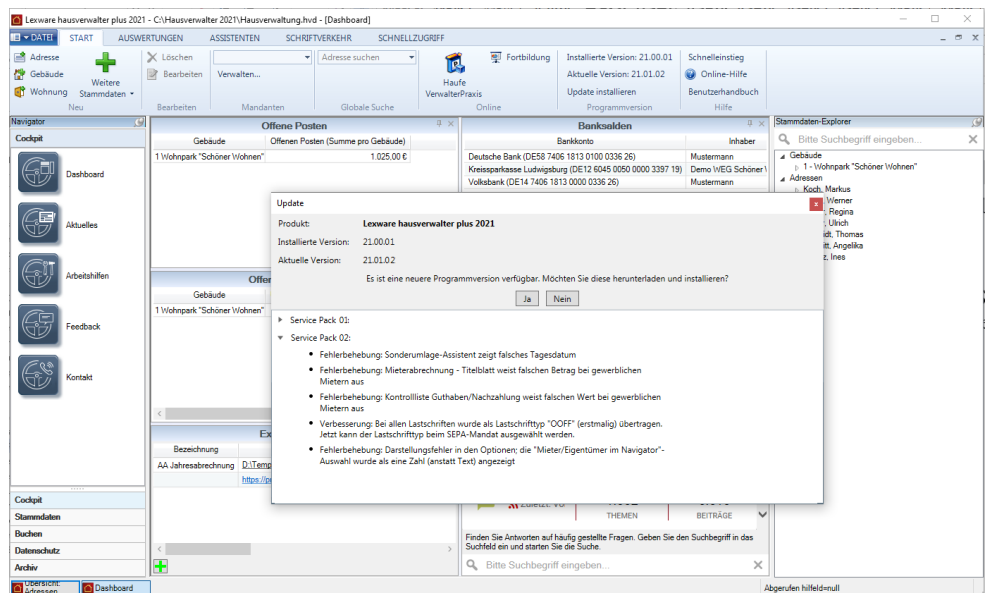 Lexware hausverwalter plus 2021 - C:\Hausverwalter 2021\Hausverwaltung.hvd - [Dashboard]
DATEI START AUSWERTUNGEN ASSISTENTEN SCHRIFTVERKEHR SCHNELLZUGRIFF
Adresse
Gebäude
Wohnung
Weitere
Stammdaten
Neu
Löschen
Bearbeiten
Bearbeiten
Verwalten...
Mandanten
Adresse suchen
Globale Suche
Haufe
VerwalterPraxis
Fortbildung
Online
Installierte Version: 21.00.01
Aktuelle Version: 21.01.02
Update installieren
Programmversion
Schnelleinstieg
Online-Hilfe
Benutzerhandbuch
Hilfe
Navigator
Cockpit
Dashboard
Aktuelles
Arbeitshilfen
Feedback
Kontakt
Cockpit
Stammdaten
Buchen
Datenschutz
Archiv
Offene Posten
Gebäude Offenen Posten (Summe pro Gebäude)
1 Wohnpark "Schöner Wohnen" 1.025,00 €
Offe
Gebäude
1 Wohnpark "Schöner Wohnen"
Ex
Bezeichnung
AA Jahresabrechnung D:\Temp
https://p
Banksalden
Bankkonto Inhaber
Deutsche Bank (DE58 7406 1813 0100 0336 26) Mustermann
Kreissparkasse Ludwigsburg (DE12 6045 0050 0000 3397 19) Demo WEG Schöner
Volksbank (DE14 7406 1813 0000 0336 26) Mustermann
Update
Produkt: Lexware hausverwalter plus 2021
Installierte Version: 21.00.01
Aktuelle Version: 21.01.02
Es ist eine neuere Programmversion verfügbar. Möchten Sie diese herunterladen und installieren?
Ja Nein
Service Pack 01:
Service Pack 02:
• Fehlerbehebung: Sonderumlage-Assistent zeigt falsches Tagesdatum
• Fehlerbehebung: Mieterabrechnung - Titelblatt weist falschen Betrag bei gewerblichen
Mietern aus
• Fehlerbehebung: Kontrollliste Guthaben/Nachzahlung weist falschen Wert bei gewerblichen
Mietern aus
• Verbesserung: Bei allen Lastschriften wurde als Lastschrifttyp "OOFF" (erstmalig) übertragen.
Jetzt kann der Lastschrifttyp beim SEPA-Mandat ausgewählt werden.
• Fehlerbehebung: Darstellungsfehler in den Optionen; die "Mieter/Eigentümer im Navigator"-
Auswahl wurde als eine Zahl (anstatt Text) angezeigt
THEMEN BEITRÄGE
Finden Sie Antworten auf häufig gestellte Fragen. Geben Sie den Suchbegriff in das
Suchfeld ein und starten Sie die Suche.
Bitte Suchbegriff eingeben...
Stammdaten-Explorer
Bitte Suchbegriff eingeben...
Gebäude
1 - Wohnpark "Schöner Wohnen"
Adressen
Koch, Markus
Werner
Regina
Ulrich
Thomas
Angelika
Ines
Übersicht:
Adressen
Dashboard
Abgerufen hilfeId=null